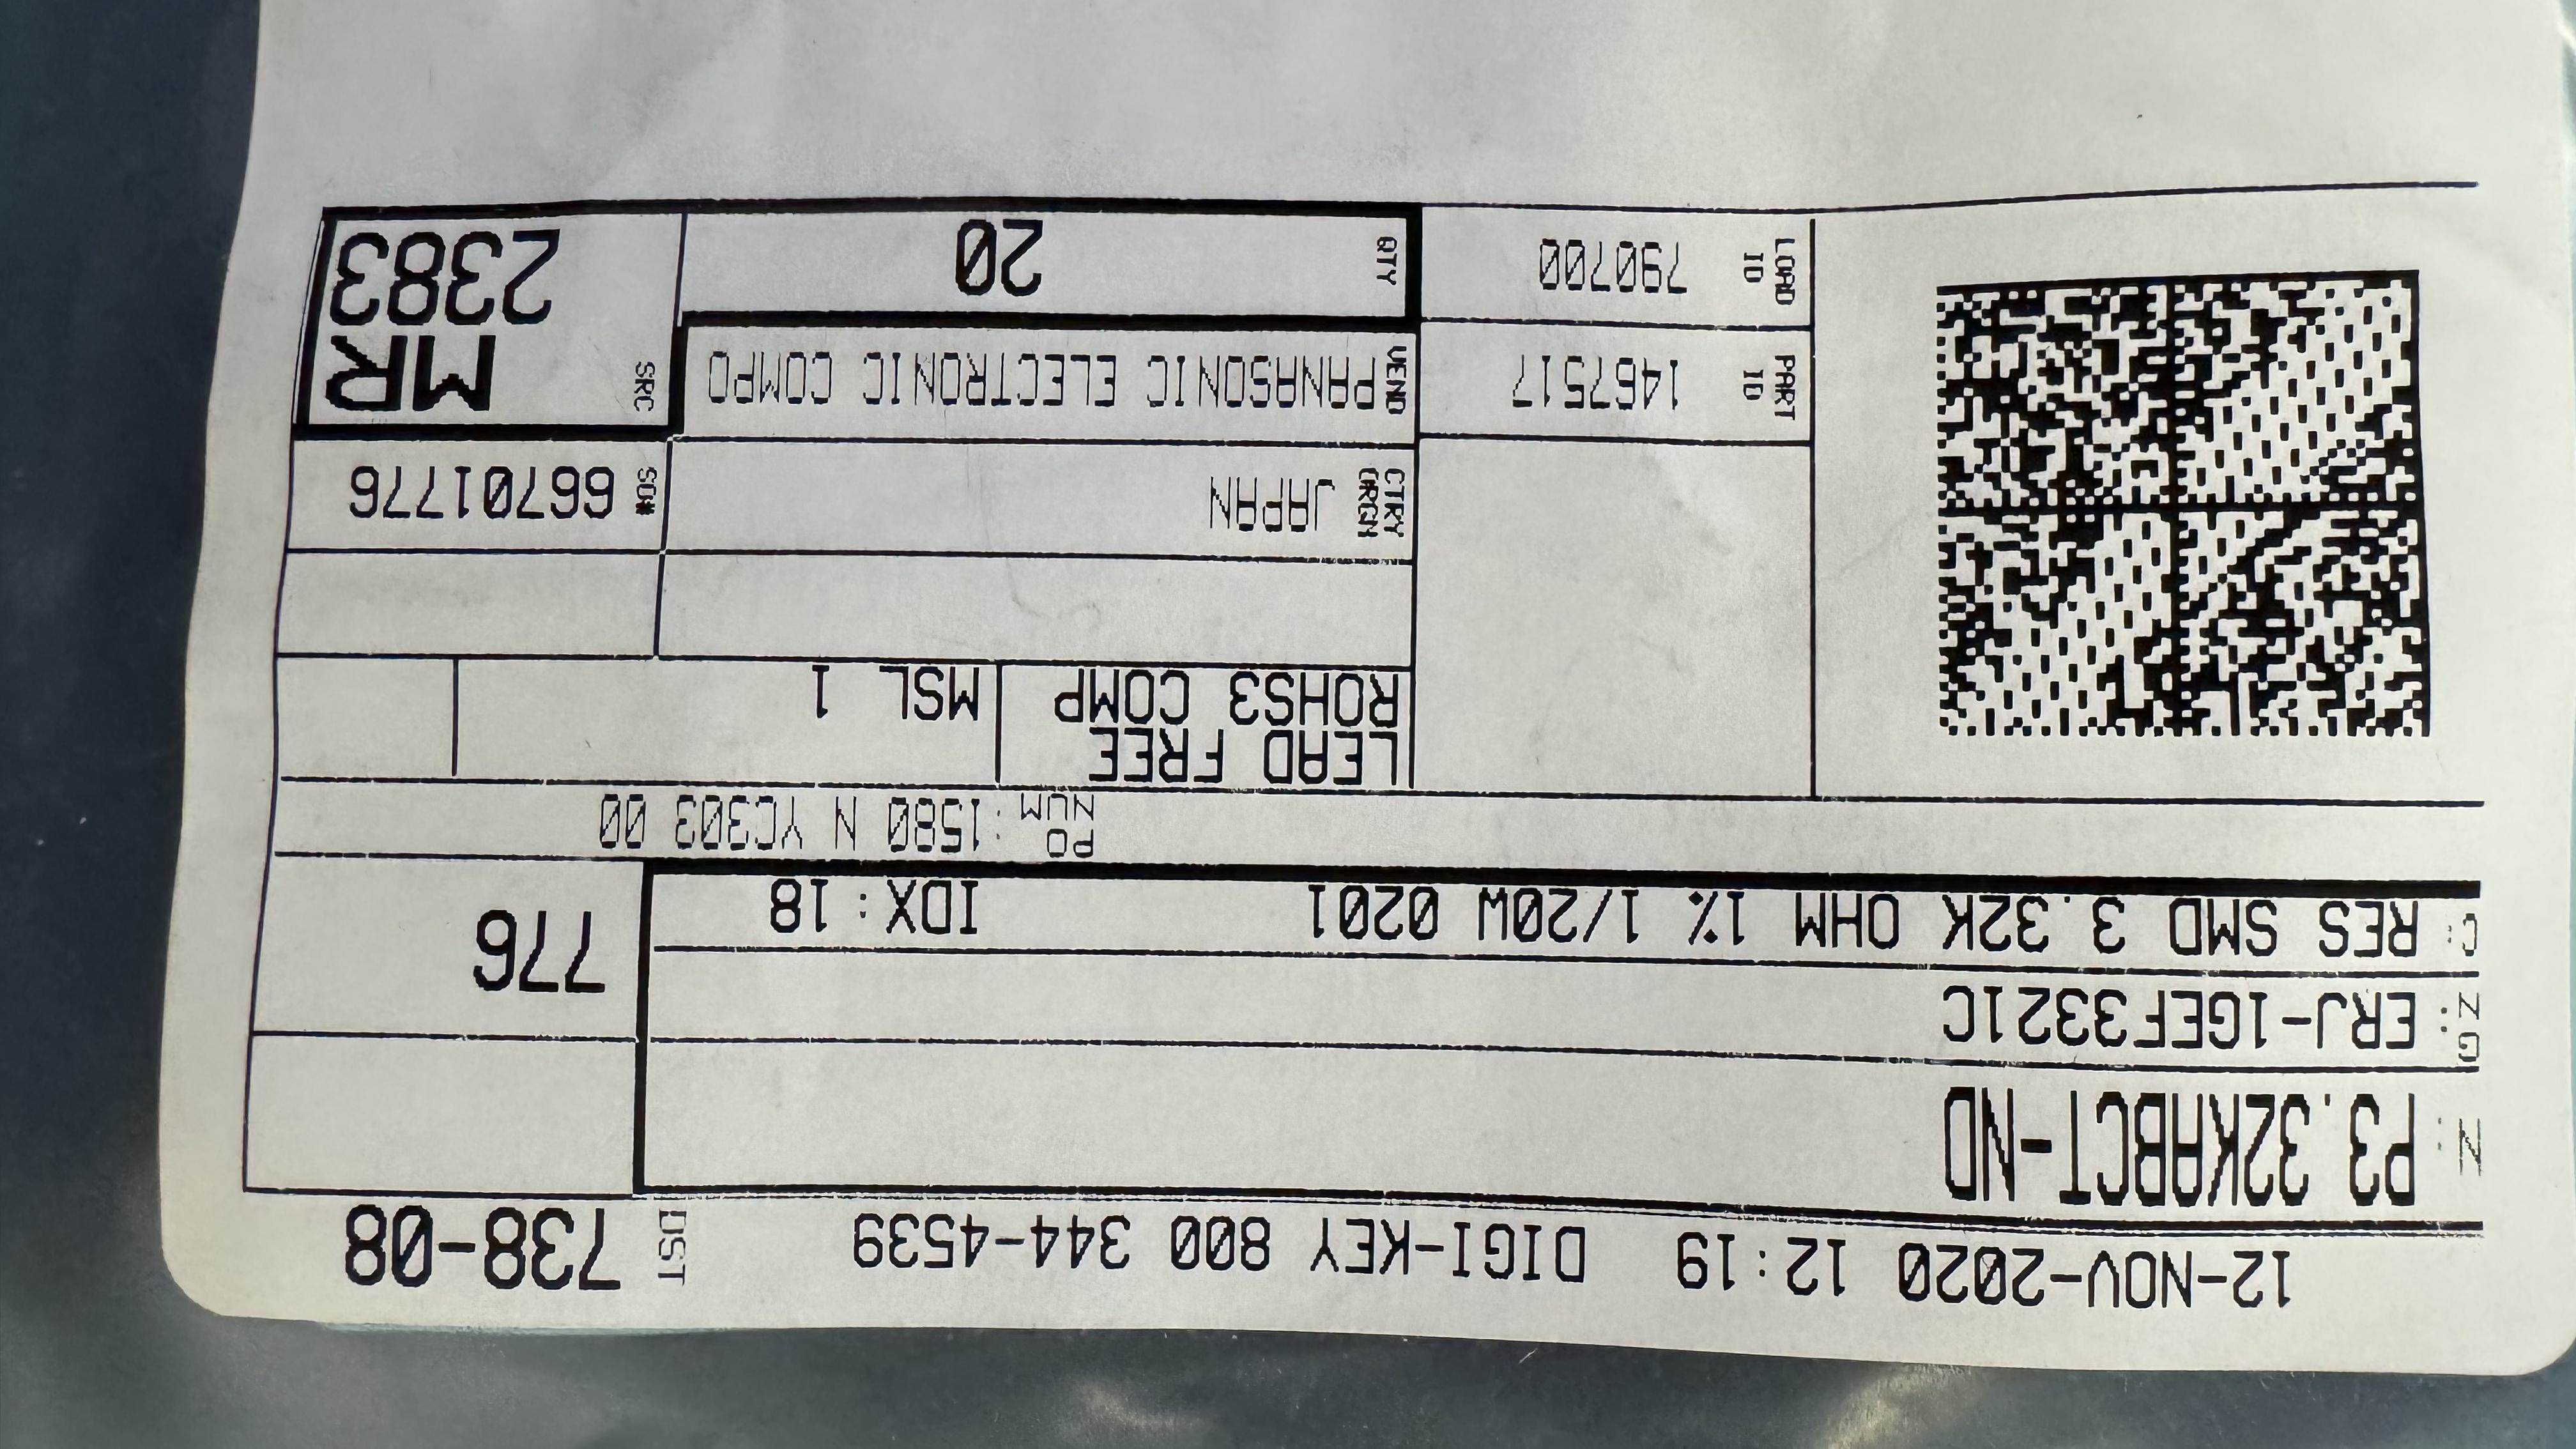 12-NOV-2020 12:19 DIGI-KEY 800 344-4539 DST 738-08
N: P3.32KABCT-ND
ERJ-1GEF3321C
C: RES SMD 3.32K OHM 1% 1/20W 0201 IDX:18
776
PO NUM :1580 N YC303 00
LEAD FREE
ROHS3 COMP
MSL 1
CTRY ORGN JAPAN
SO# 66701776
PART ID 1467517
VEND PANASONIC ELECTRONIC COMPO
SRC MR
2383
LOAD ID 790700
QTY 20